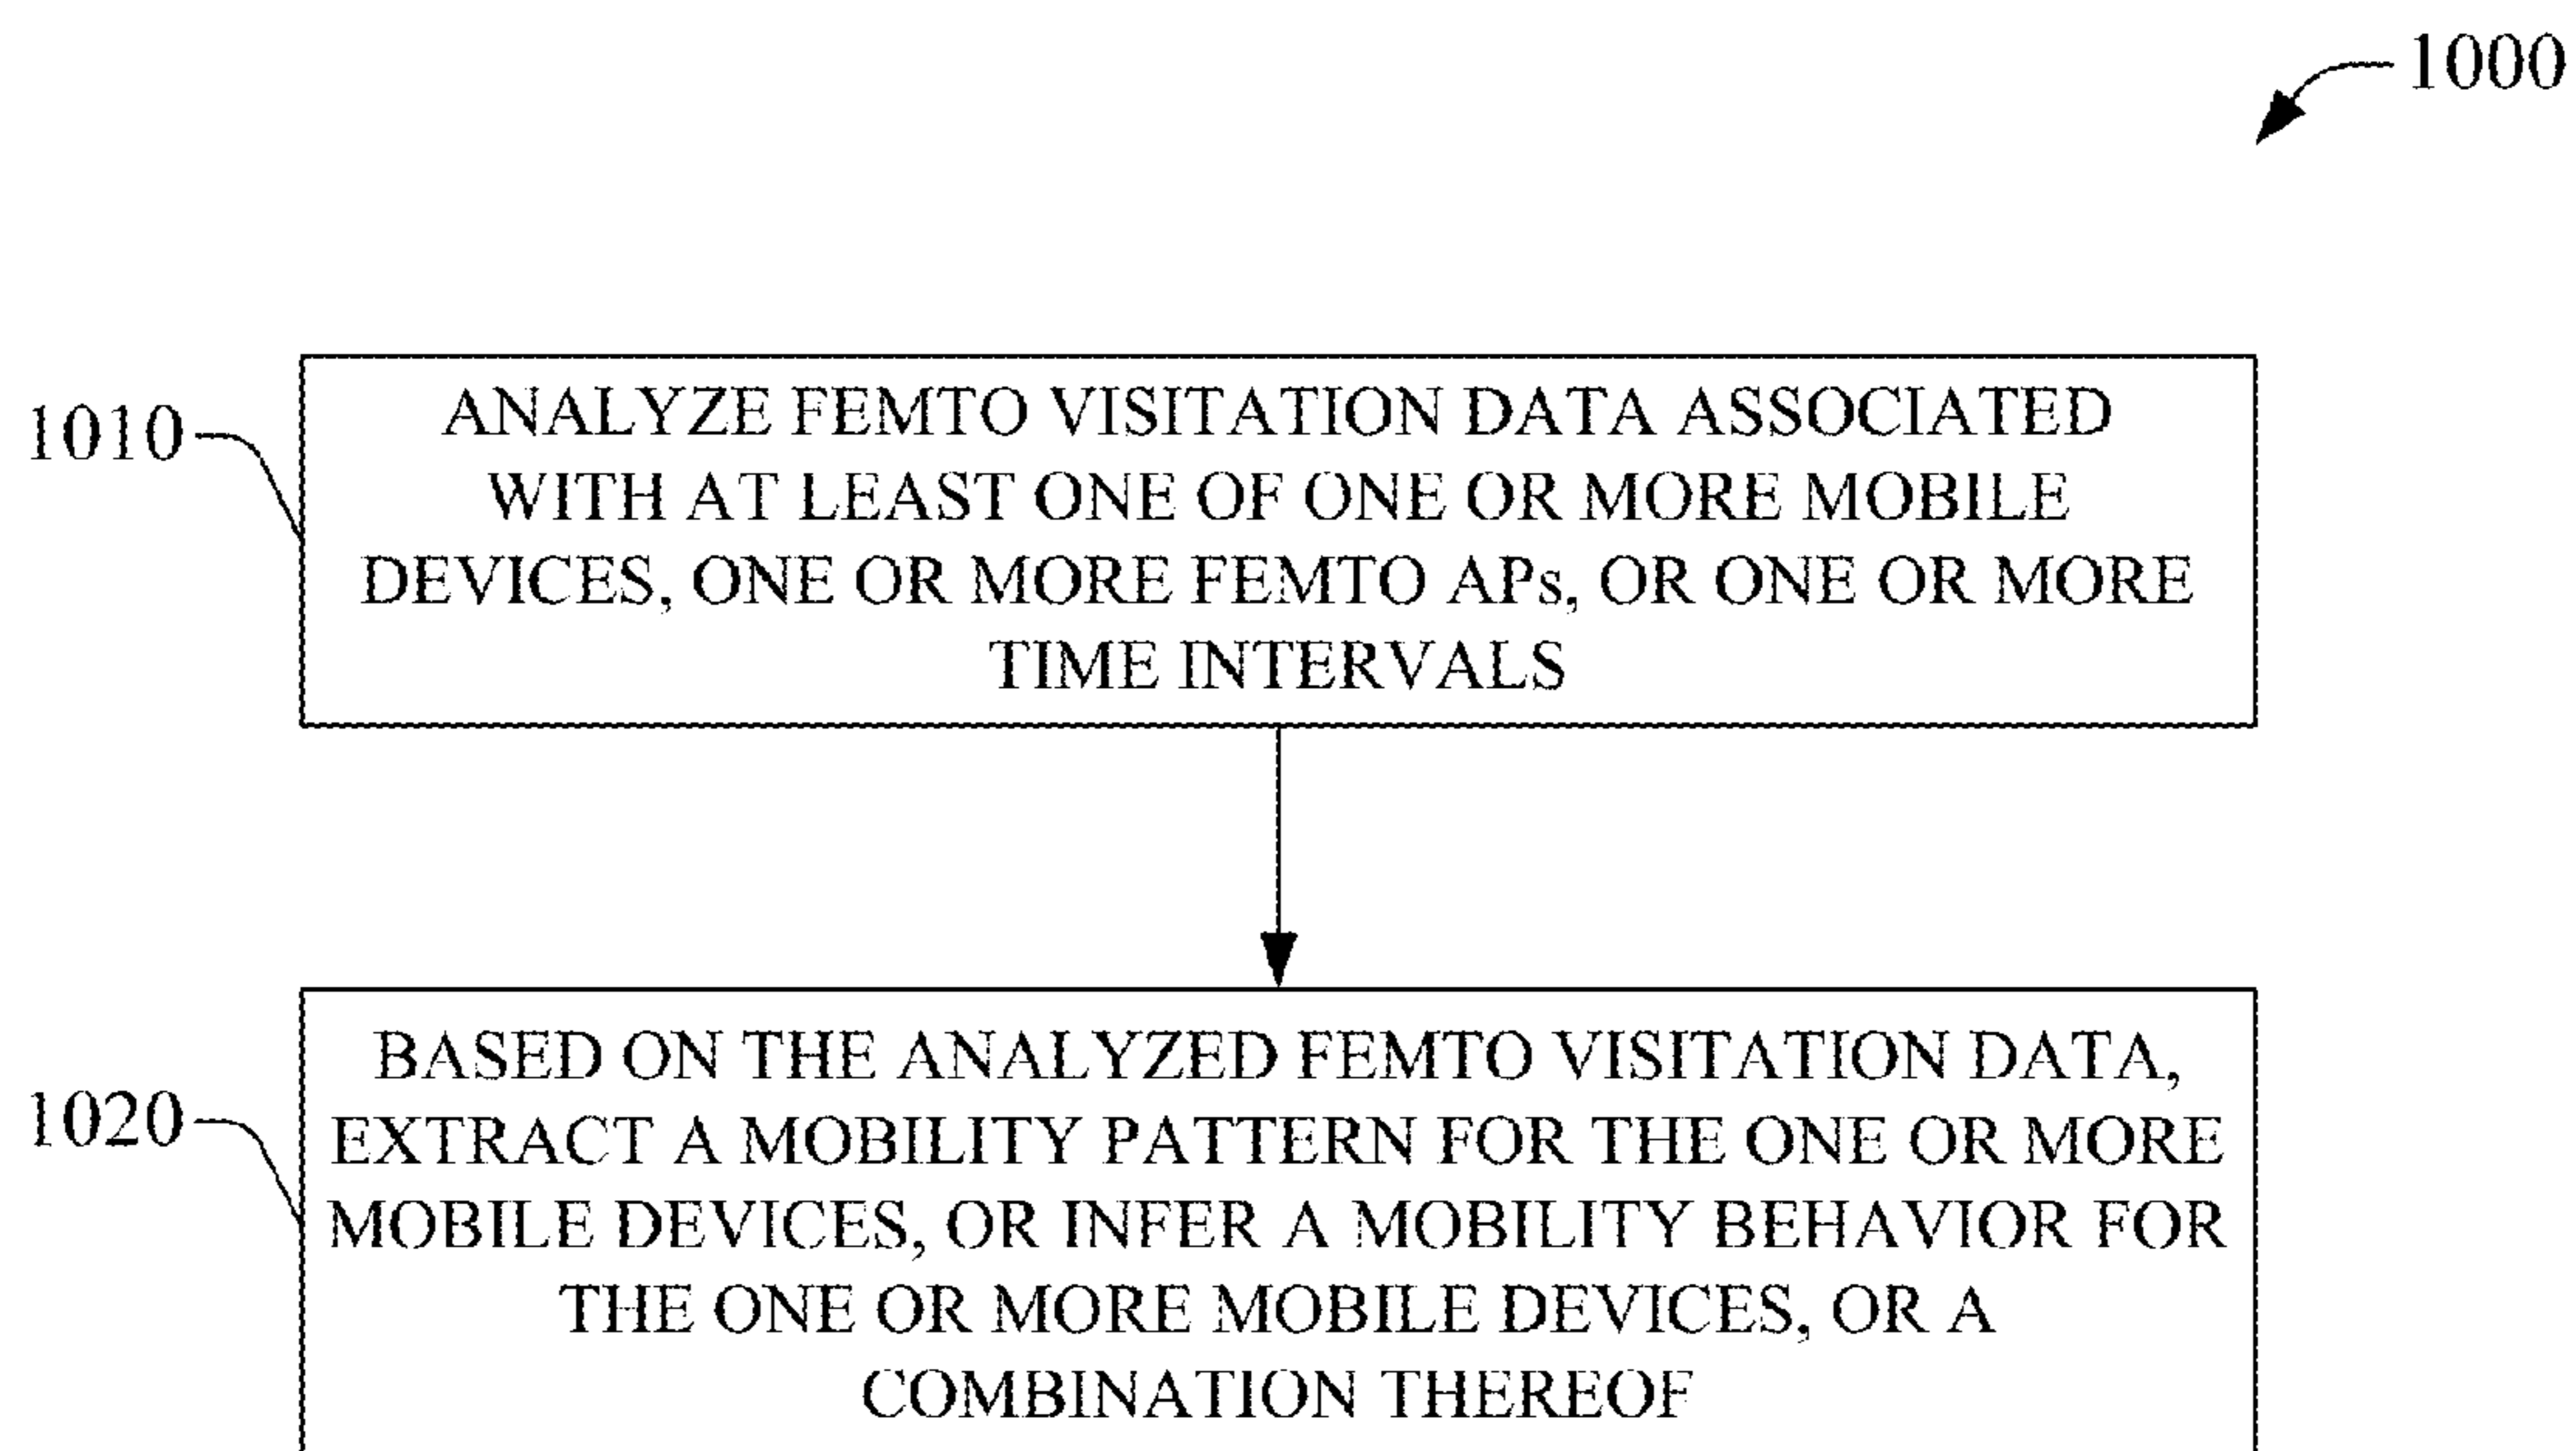 1000
1010
ANALYZE FEMTO VISITATION DATA ASSOCIATED
WITH AT LEAST ONE OF ONE OR MORE MOBILE
DEVICES, ONE OR MORE FEMTO APs, OR ONE OR MORE
TIME INTERVALS
1020
BASED ON THE ANALYZED FEMTO VISITATION DATA,
EXTRACT A MOBILITY PATTERN FOR THE ONE OR MORE
MOBILE DEVICES, OR INFER A MOBILITY BEHAVIOR FOR
THE ONE OR MORE MOBILE DEVICES, OR A
COMBINATION THEREOF